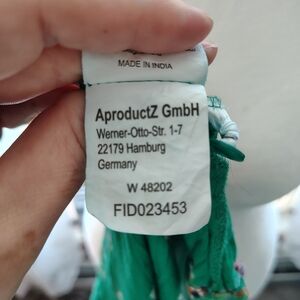 MADE IN INDIA
AproductZ GmbH
Werner-Otto-Str. 1-7
22179 Hamburg
Germany
W 48202
FID023453